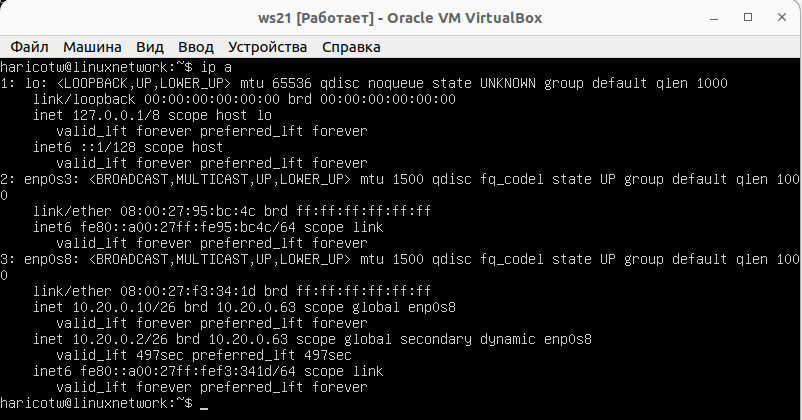 ws21 [Работает] - Oracle VM VirtualBox
Файл Машина Вид Ввод Устройства Справка
haricotw@linuxnetwork:~$ ip a
1: lo: <LOOPBACK,UP,LOWER_UP> mtu 65536 qdisc noqueue state UNKNOWN group default qlen 1000
    link/loopback 00:00:00:00:00:00 brd 00:00:00:00:00:00
    inet 127.0.0.1/8 scope host lo
       valid_lft forever preferred_lft forever
    inet6 ::1/128 scope host
       valid_lft forever preferred_lft forever
2: enp0s3: <BROADCAST,MULTICAST,UP,LOWER_UP> mtu 1500 qdisc fq_codel state UP group default qlen 100
0
    link/ether 08:00:27:95:bc:4c brd ff:ff:ff:ff:ff:ff
    inet6 fe80::a00:27ff:fe95:bc4c/64 scope link
       valid_lft forever preferred_lft forever
3: enp0s8: <BROADCAST,MULTICAST,UP,LOWER_UP> mtu 1500 qdisc fq_codel state UP group default qlen 100
0
    link/ether 08:00:27:f3:34:1d brd ff:ff:ff:ff:ff:ff
    inet 10.20.0.10/26 brd 10.20.0.63 scope global enp0s8
       valid_lft forever preferred_lft forever
    inet 10.20.0.2/26 brd 10.20.0.63 scope global secondary dynamic enp0s8
       valid_lft 497sec preferred_lft 497sec
    inet6 fe80::a00:27ff:fef3:341d/64 scope link
       valid_lft forever preferred_lft forever
haricotw@linuxnetwork:~$ _